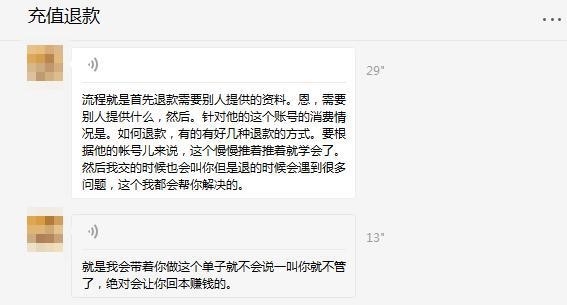 充值退款
29"
流程就是首先退款需要别人提供的资料。恩，需要
别人提供什么，然后。针对他的这个账号的消费情
况是。如何退款，有的有好几种退款的方式。要根
据他的帐号儿来说，这个慢慢推着推着就学会了。
然后我交的时候也会叫你但是退的时候会遇到很多
问题，这个我都会帮你解决的。
13"
就是我会带着你做这个单子就不会说一叫你就不管
了，绝对会让你回本赚钱的。